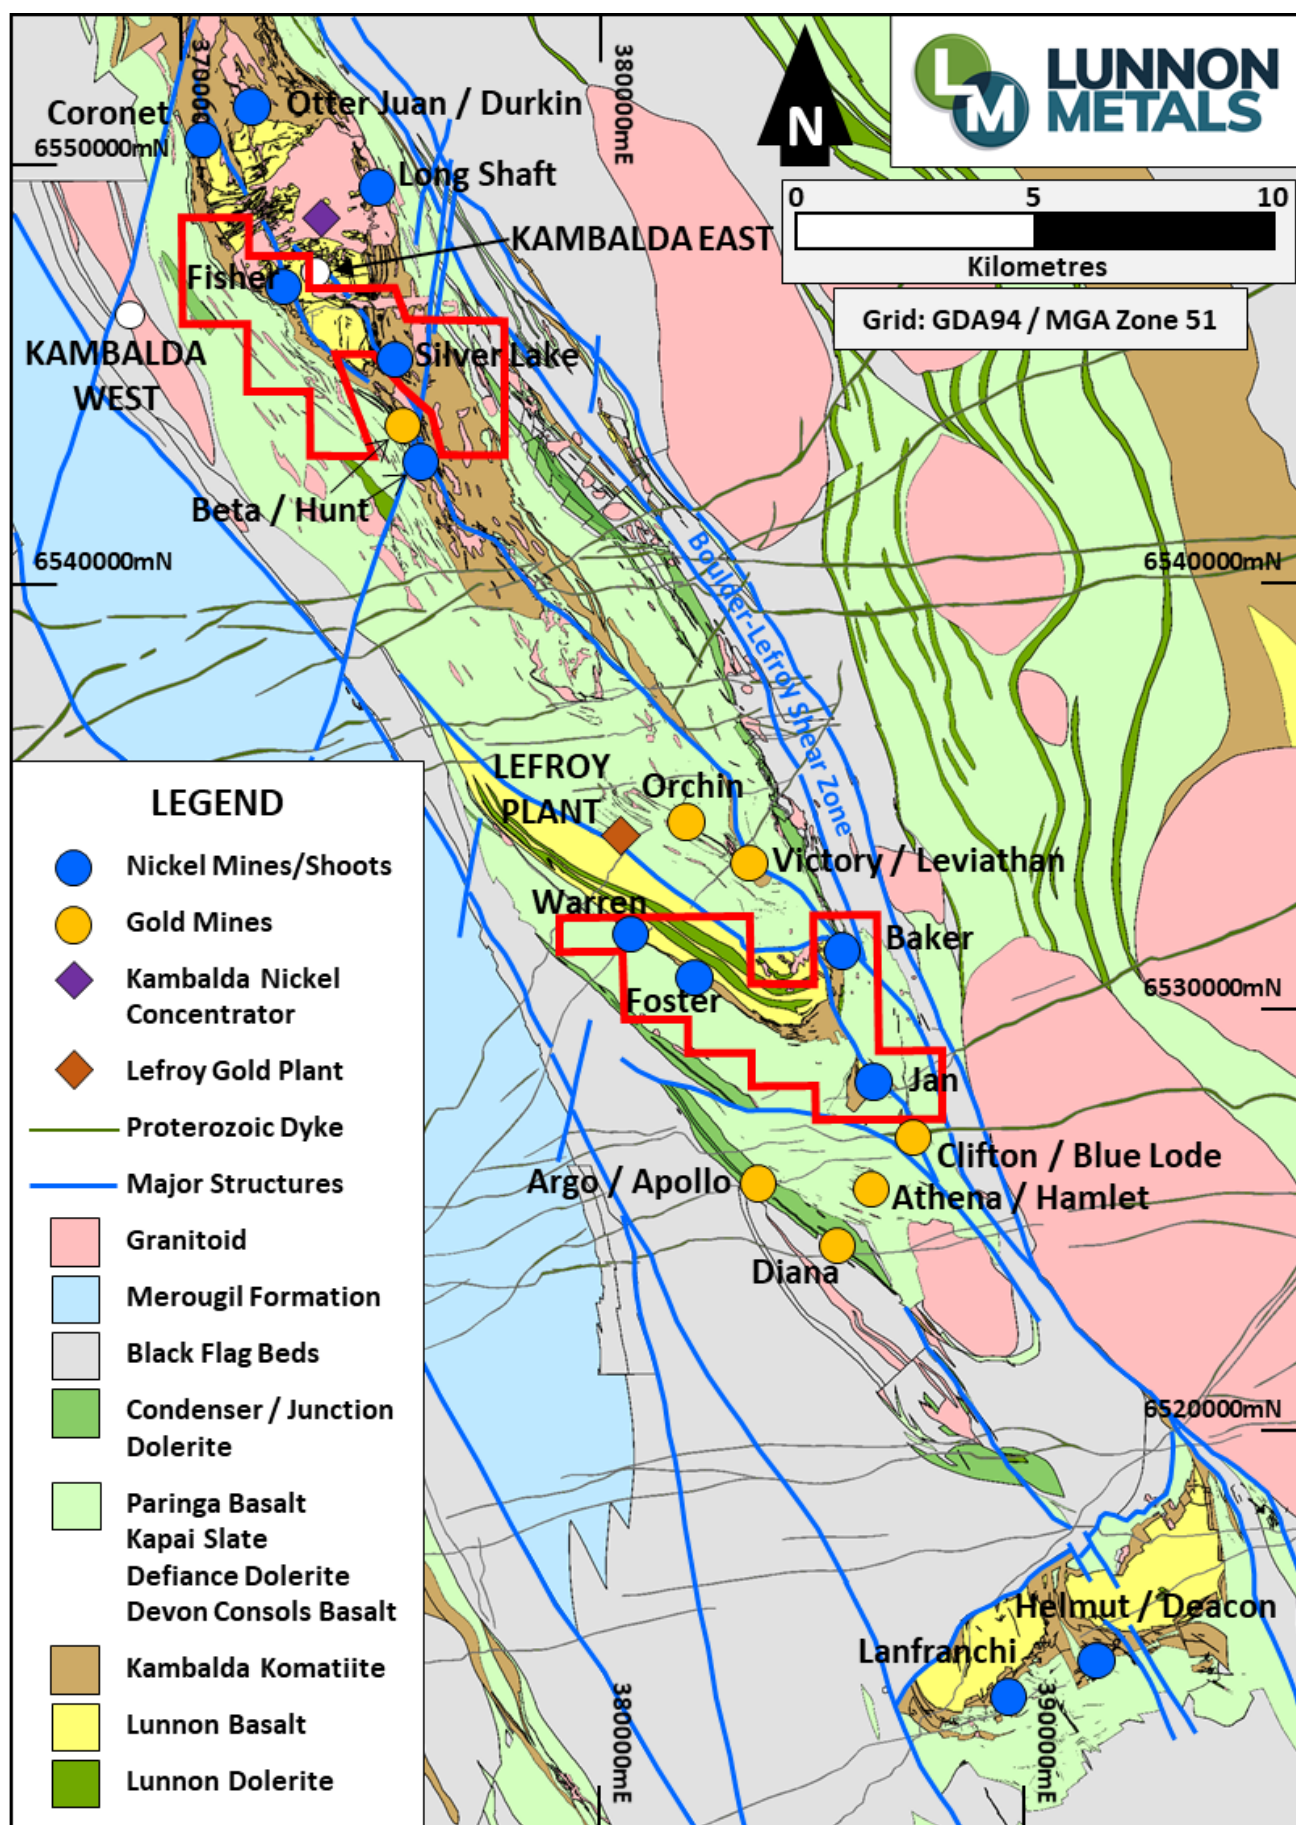 LUNNON
METALS
LM
N
0 5 10
Kilometres
Grid: GDA94 / MGA Zone 51
370000
380000mE
Coronet
Otter Juan / Durkin
6550000mN
Long Shaft
KAMBALDA EAST
Fisher
KAMBALDA
WEST
Silver Lake
Beta / Hunt
6540000mN
6540000mN
Boulder-Lefroy Shear Zone
LEFROY
PLANT
Orchin
Victory / Leviathan
Warren
Baker
Foster
6530000mN
Jan
Clifton / Blue Lode
Argo / Apollo
Athena / Hamlet
Diana
6520000mN
Helmut / Deacon
Lanfranchi
380000mE
390000mE
LEGEND
Nickel Mines/Shoots
Gold Mines
Kambalda Nickel
Concentrator
Lefroy Gold Plant
Proterozoic Dyke
Major Structures
Granitoid
Merougil Formation
Black Flag Beds
Condenser / Junction
Dolerite
Paringa Basalt
Kapai Slate
Defiance Dolerite
Devon Consols Basalt
Kambalda Komatiite
Lunnon Basalt
Lunnon Dolerite